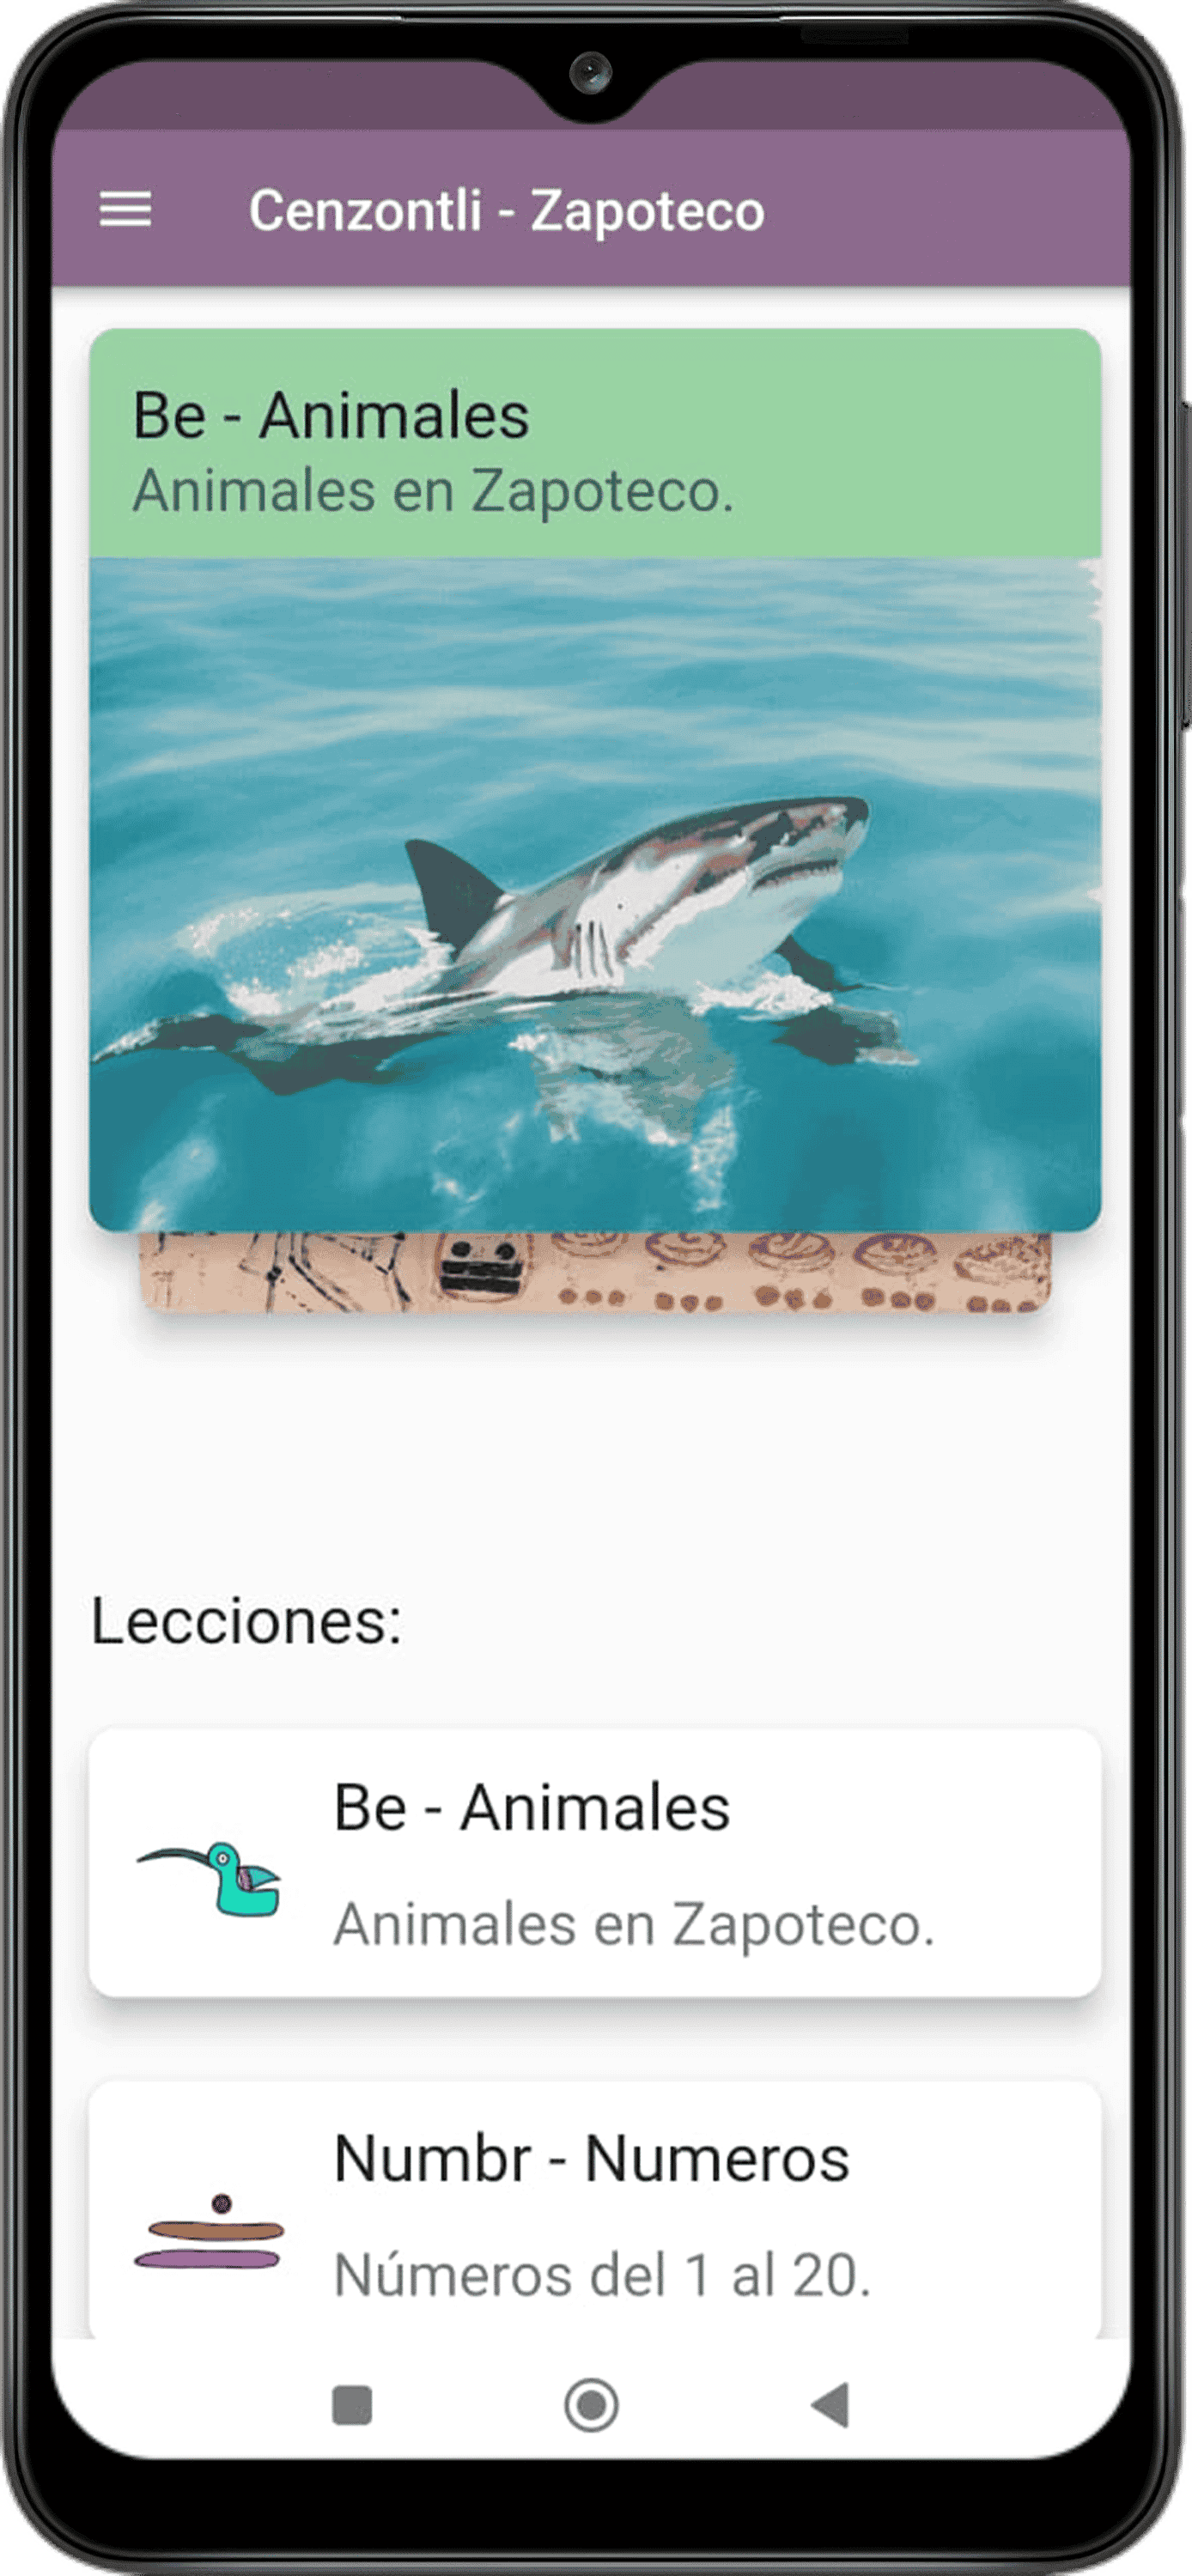 Cenzontli - Zapoteco
Be - Animales
Animales en Zapoteco.
Lecciones:
Be - Animales
Animales en Zapoteco.
Numbr - Numeros
Números del 1 al 20.